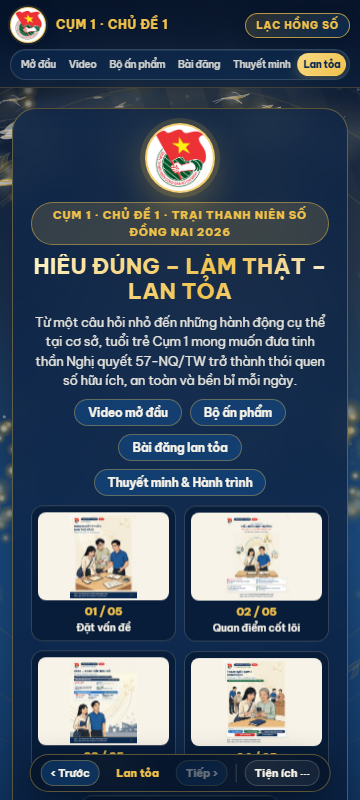 CỤM 1 · CHỦ ĐỀ 1
LẠC HỒNG SỐ
Mở đầu Video Bộ ấn phẩm Bài đăng Thuyết minh Lan tỏa
CỤM 1 · CHỦ ĐỀ 1 · TRẠI THANH NIÊN SỐ
ĐỒNG NAI 2026
HIỂU ĐÚNG – LÀM THẬT –
LAN TỎA
Từ một câu hỏi nhỏ đến những hành động cụ thể
tại cơ sở, tuổi trẻ Cụm 1 mong muốn đưa tinh
thần Nghị quyết 57-NQ/TW trở thành thói quen
số hữu ích, an toàn và bền bỉ mỗi ngày.
Video mở đầu
Bộ ấn phẩm
Bài đăng lan tỏa
Thuyết minh & Hành trình
01 / 05
Đặt vấn đề
02 / 05
Quan điểm cốt lõi
‹ Trước
Lan tỏa
Tiếp ›
Tiện ích